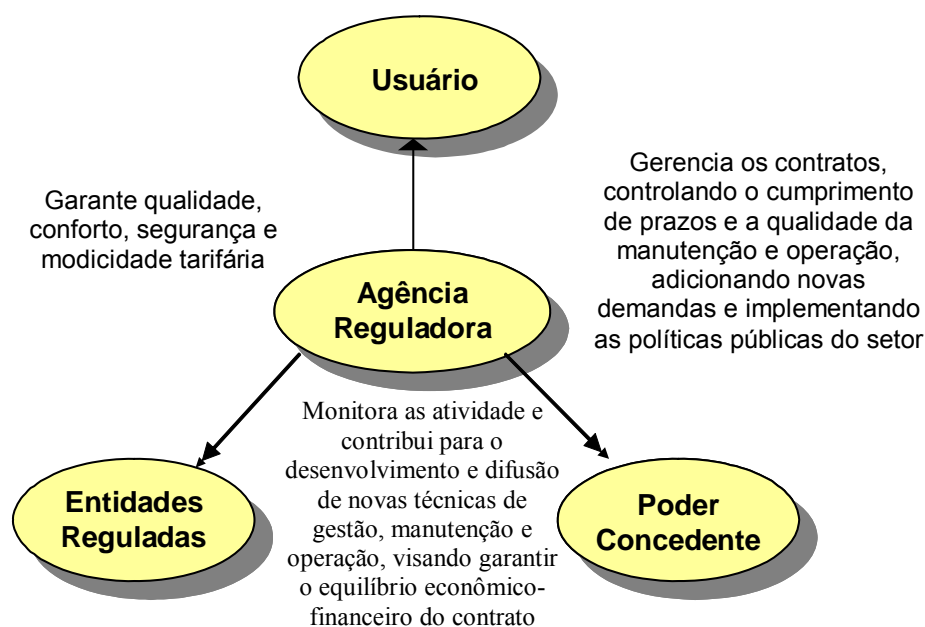 Usuário
Garante qualidade,
conforto, segurança e
modicidade tarifária
Gerencia os contratos,
controlando o cumprimento
de prazos e a qualidade da
manutenção e operação,
adicionando novas
demandas e implementando
as políticas públicas do setor
Agência
Reguladora
Monitora as atividade e
contribui para o
desenvolvimento e difusão
de novas técnicas de
gestão, manutenção e
operação, visando garantir
o equilíbrio econômico-
financeiro do contrato
Entidades
Reguladas
Poder
Concedente